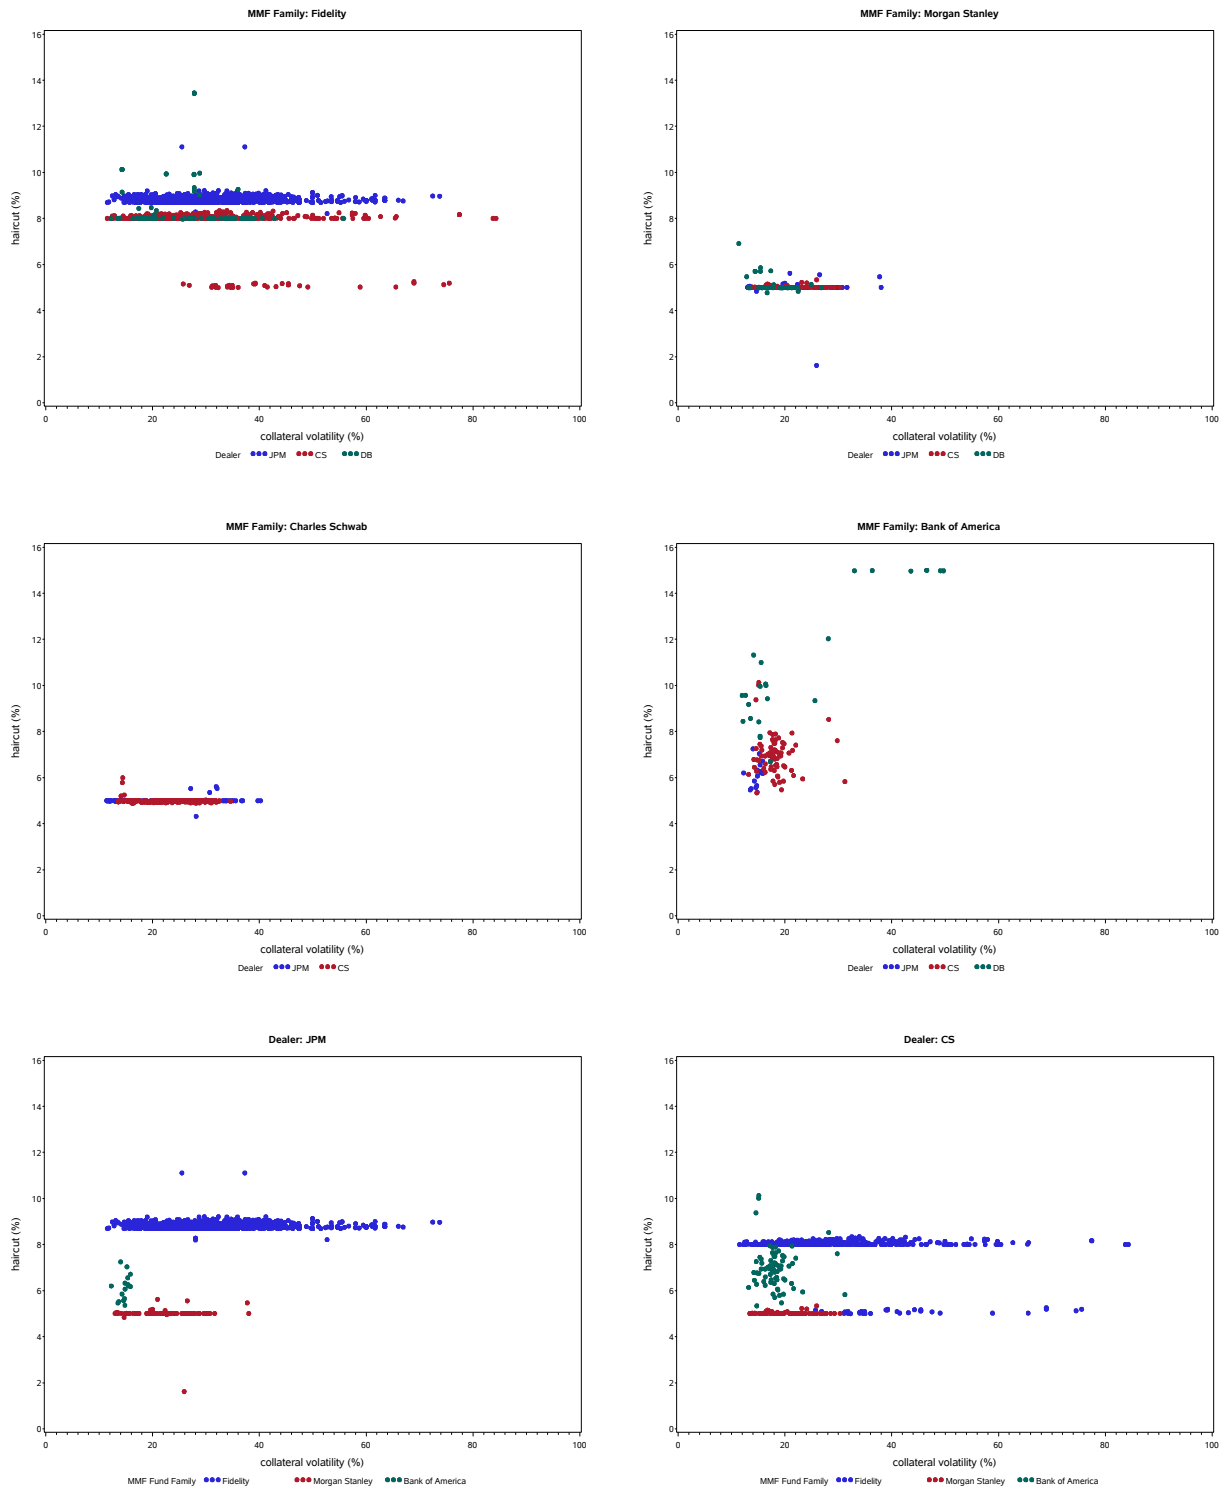 MMF Family: Fidelity
16
14
12
10
8
6
4
2
0
haircut (%)
0 20 40 60 80 100
collateral volatility (%)
Dealer JPM CS DB
MMF Family: Morgan Stanley
16
14
12
10
8
6
4
2
0
haircut (%)
0 20 40 60 80 100
collateral volatility (%)
Dealer JPM CS DB
MMF Family: Charles Schwab
16
14
12
10
8
6
4
2
0
haircut (%)
0 20 40 60 80 100
collateral volatility (%)
Dealer JPM CS
MMF Family: Bank of America
16
14
12
10
8
6
4
2
0
haircut (%)
0 20 40 60 80 100
collateral volatility (%)
Dealer JPM CS DB
Dealer: JPM
16
14
12
10
8
6
4
2
0
haircut (%)
0 20 40 60 80 100
collateral volatility (%)
MMF Fund Family Fidelity Morgan Stanley Bank of America
Dealer: CS
16
14
12
10
8
6
4
2
0
haircut (%)
0 20 40 60 80 100
collateral volatility (%)
MMF Fund Family Fidelity Morgan Stanley Bank of America